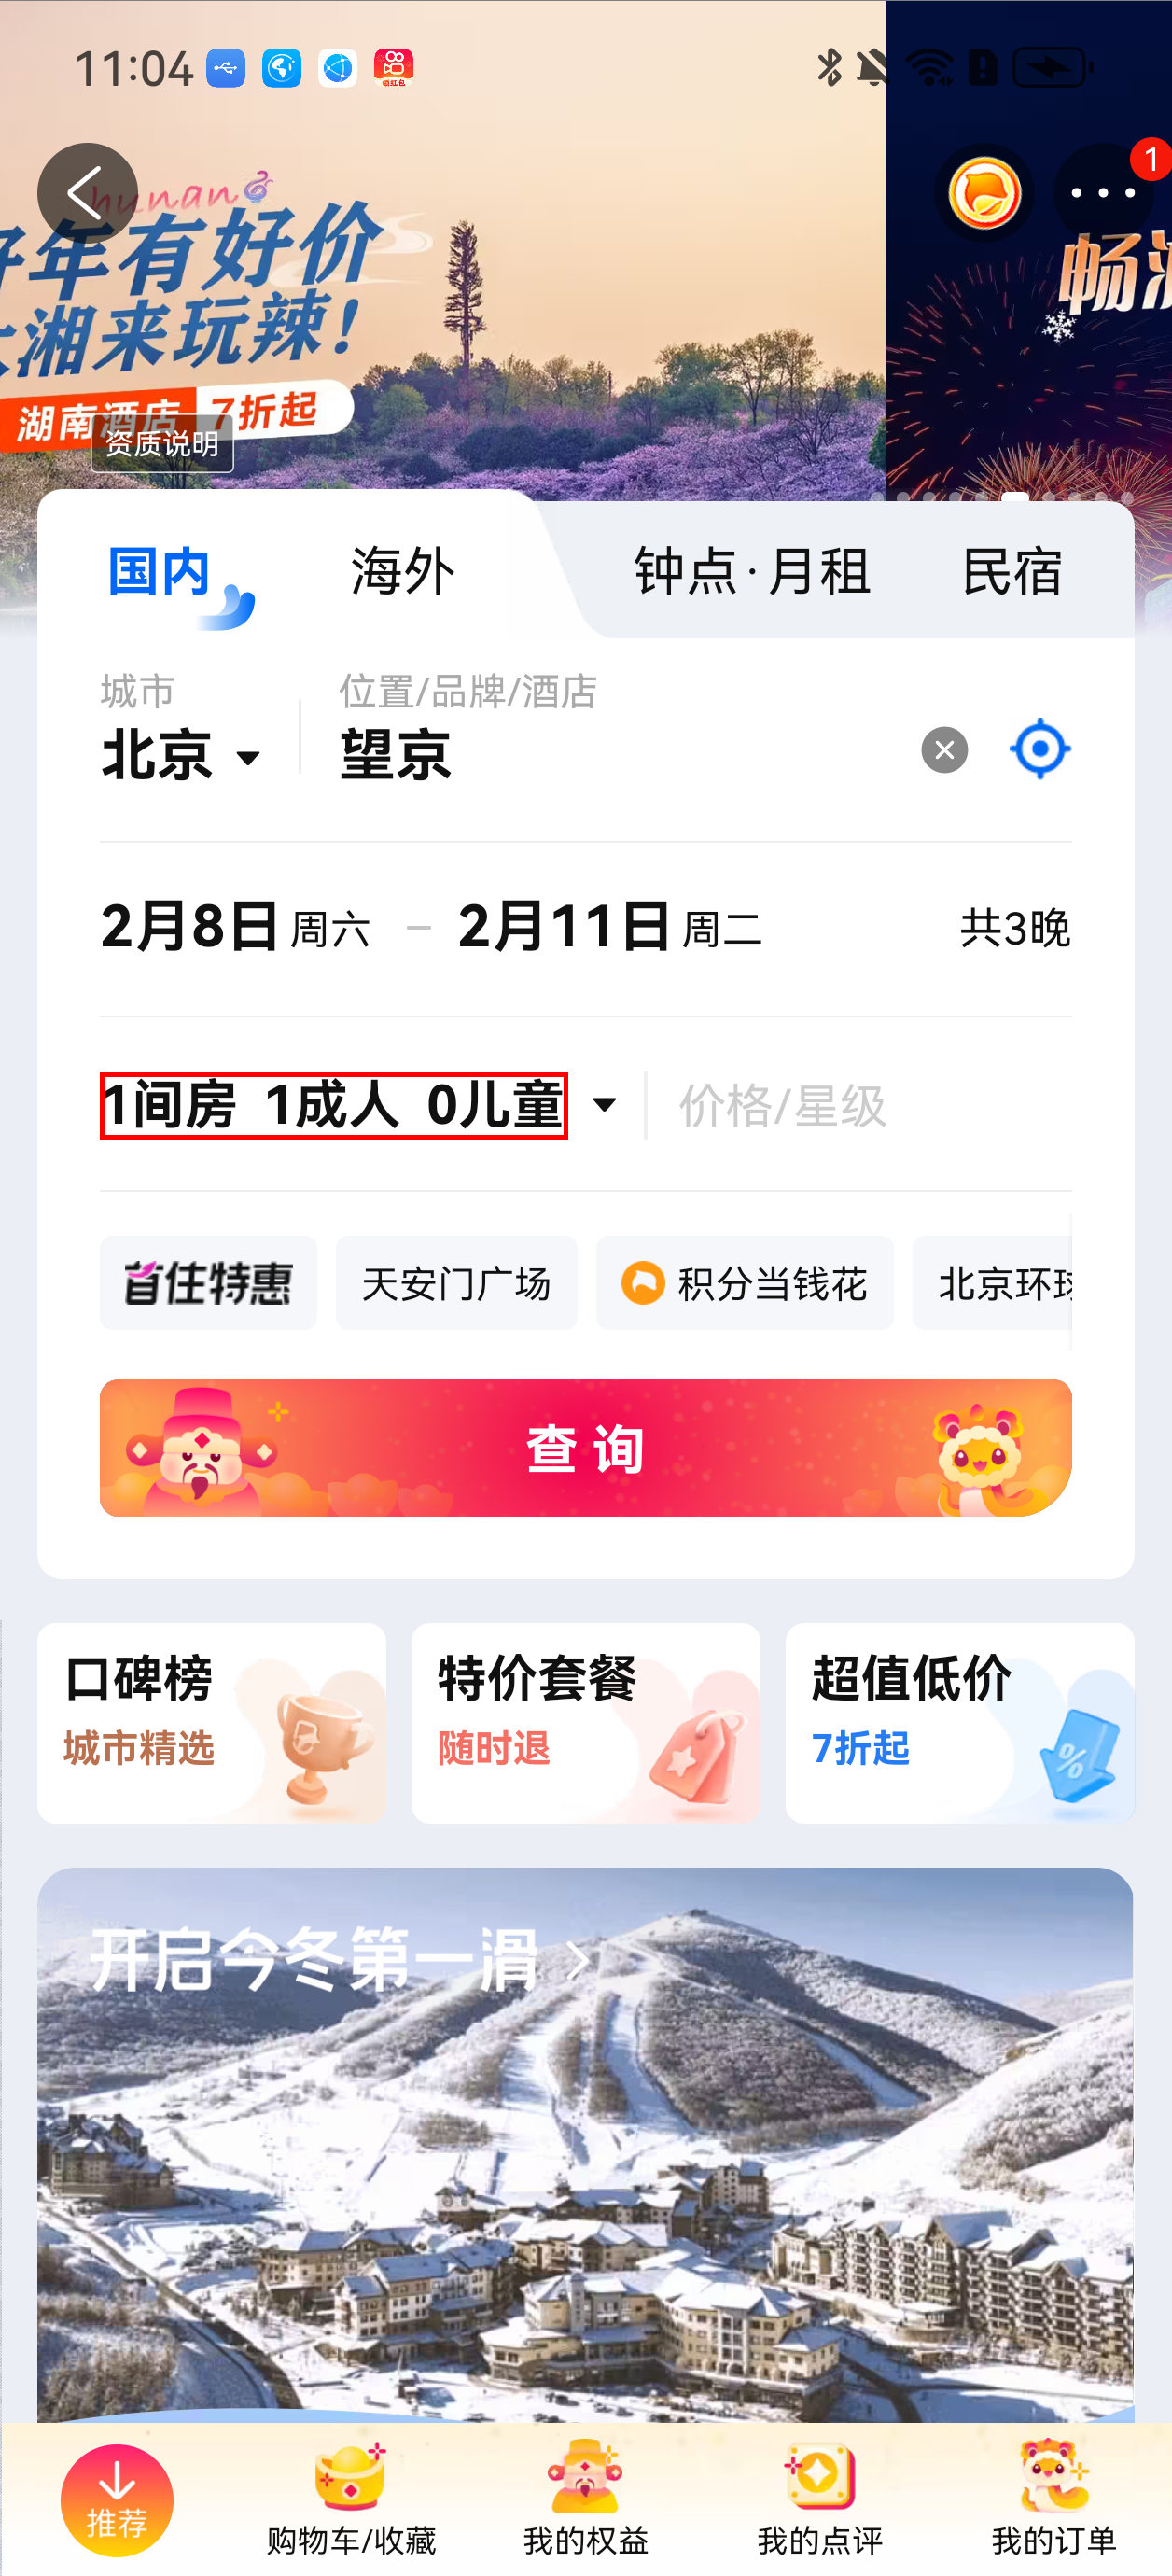 11:04
领红包
1
hunan
好年有好价
大湘来玩辣!
畅
湖南酒店 7折起
资质说明
国内 海外 钟点·月租 民宿
城市 位置/品牌/酒店
北京 望京
2月8日 周六 – 2月11日 周二 共3晚
1间房 1成人 0儿童 价格/星级
首住特惠 天安门广场 积分当钱花 北京环球
查询
口碑榜 特价套餐 超值低价
城市精选 随时退 7折起
%
开启今冬第一滑 >
推荐 购物车/收藏 我的权益 我的点评 我的订单